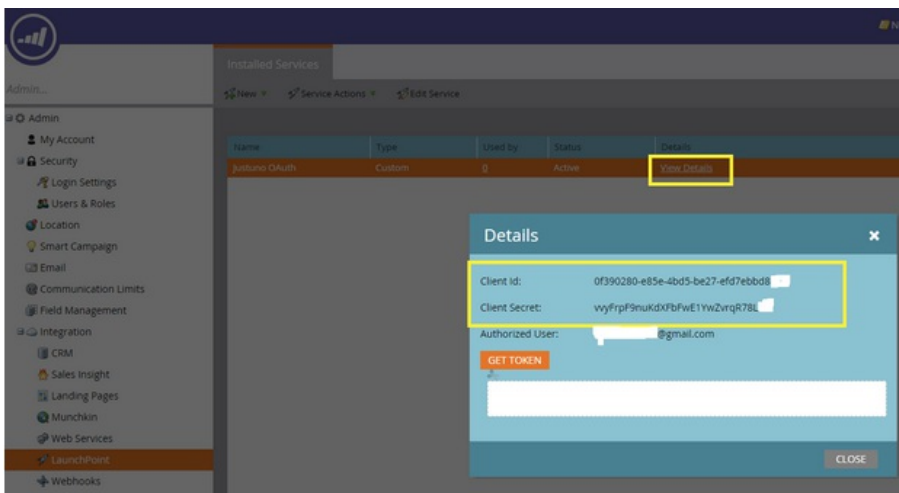 N
Installed Services
Admin...
New Service Actions Edit Service
Admin
My Account
Security
Login Settings
Users & Roles
Location
Smart Campaign
Email
Communication Limits
Field Management
Integration
CRM
Sales Insight
Landing Pages
Munchkin
Web Services
LaunchPoint
Webhooks
Name Type Used by Status Details
Justuno OAuth Custom 0 Active View Details
Details
Client Id: 0f390280-e85e-4bd5-be27-efd7ebbd8
Client Secret: vvyFrpF9nuKdXFbFwE1YwZvrqR78L
Authorized User: @gmail.com
GET TOKEN
CLOSE